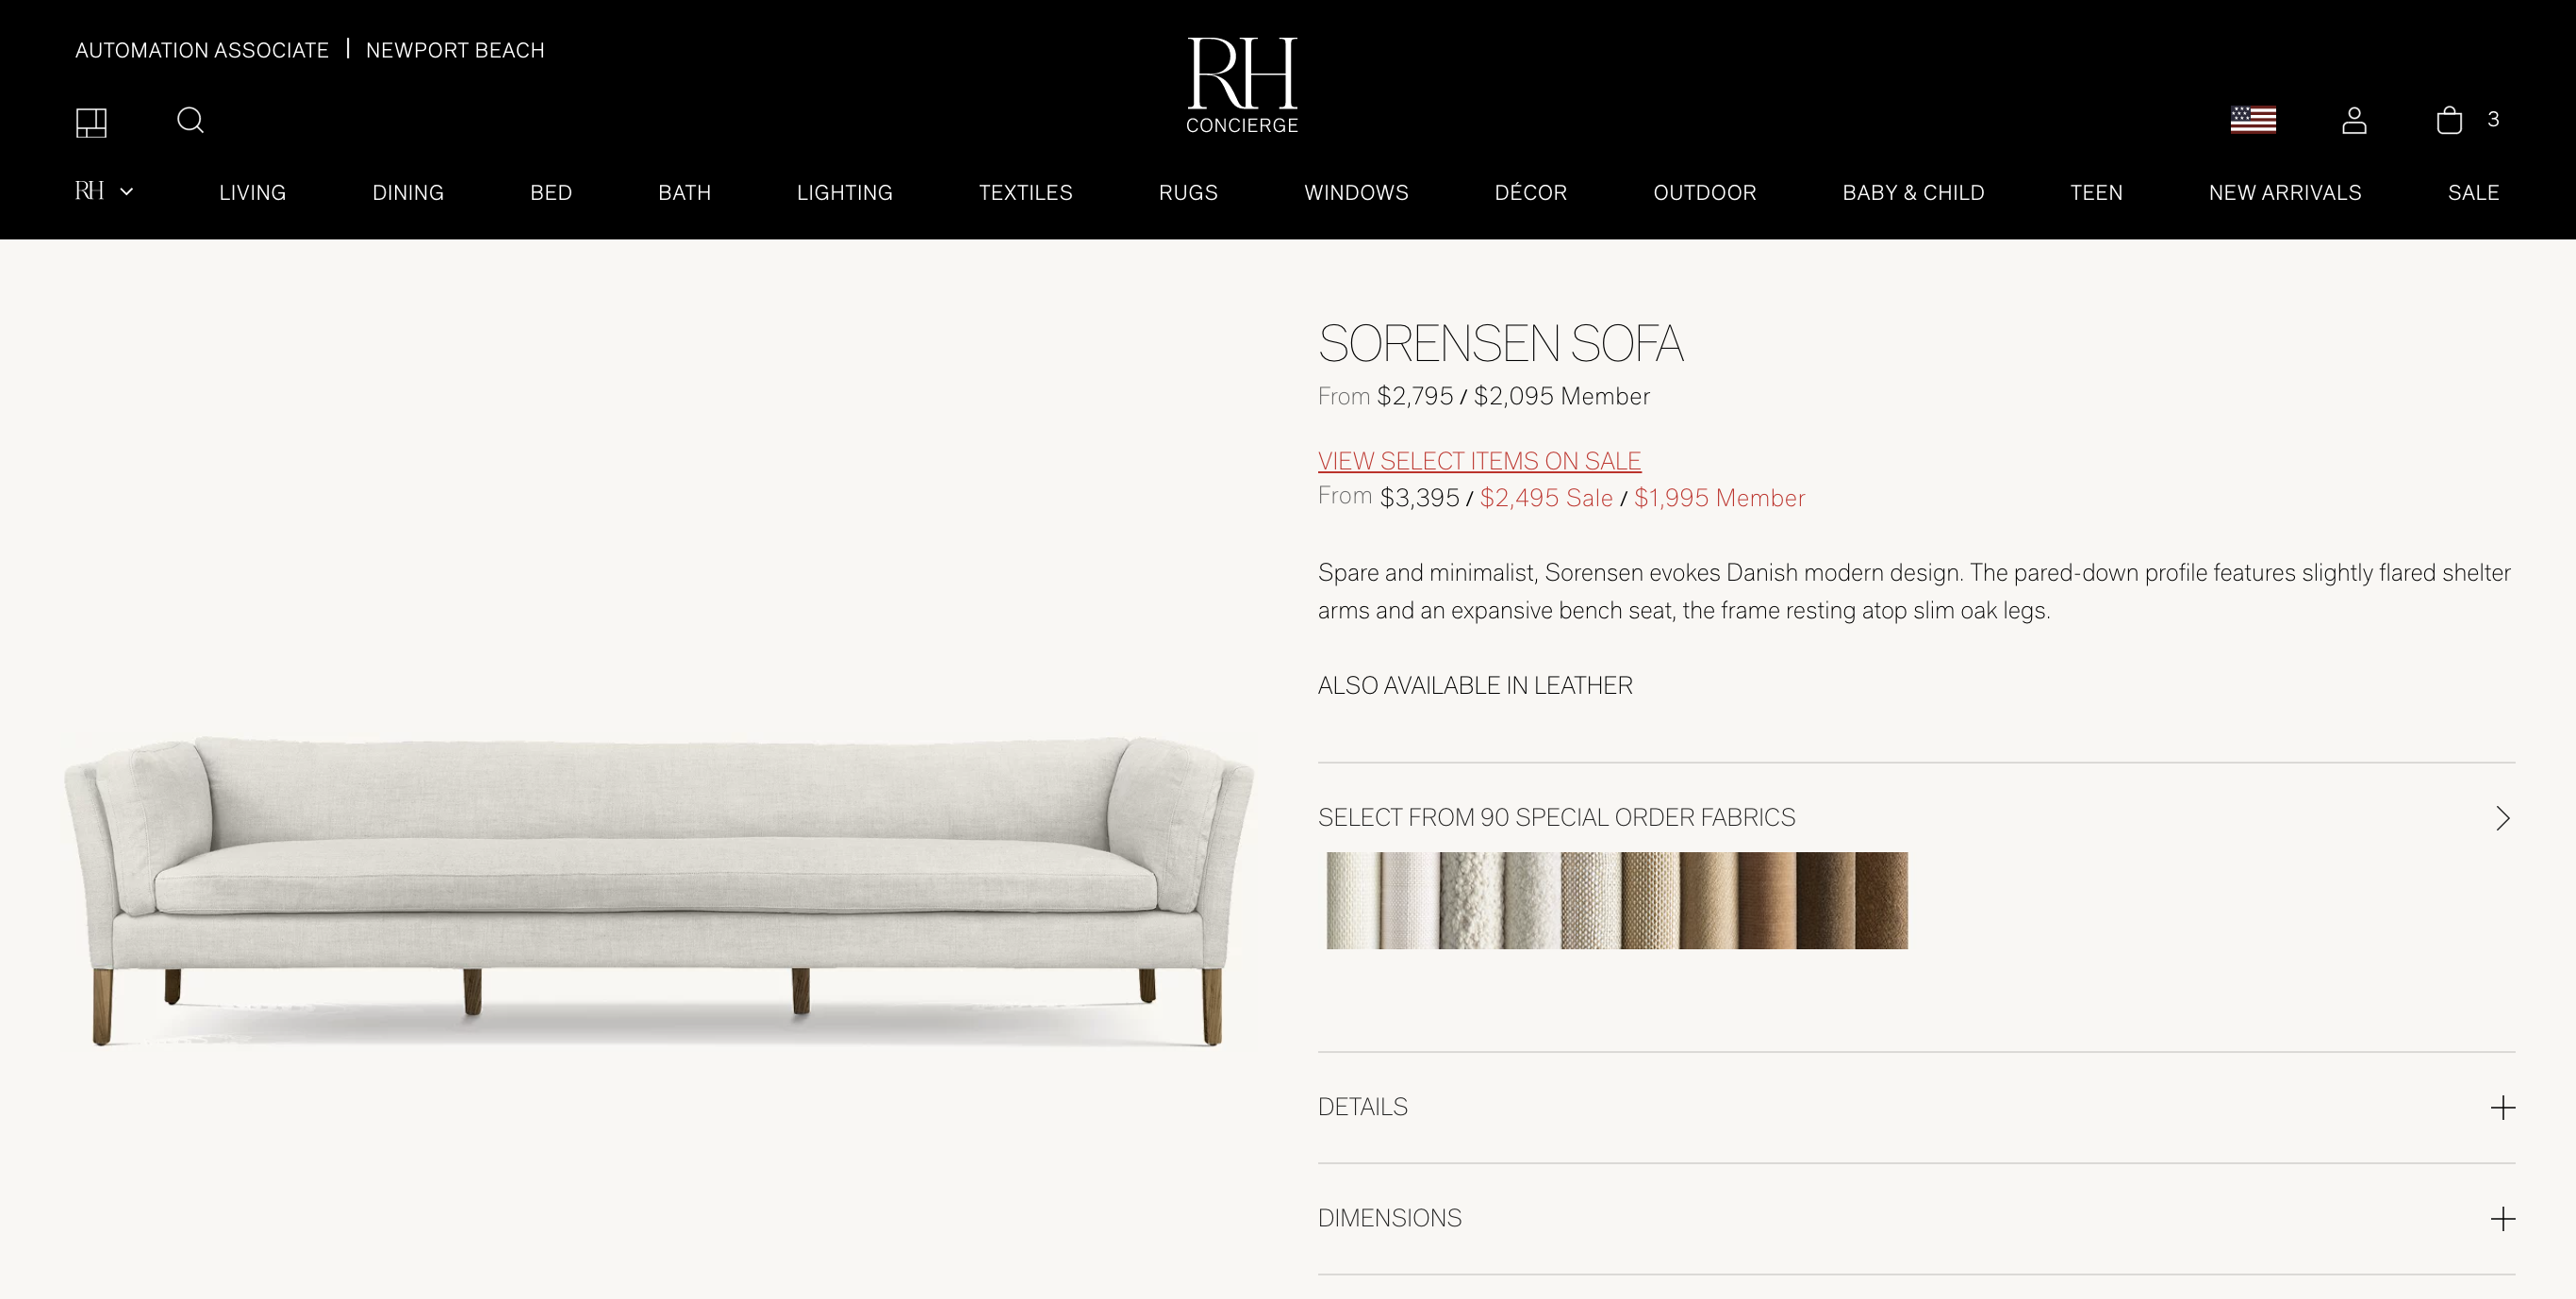 AUTOMATION ASSOCIATE | NEWPORT BEACH
RH
CONCIERGE
3
RH LIVING DINING BED BATH LIGHTING TEXTILES RUGS WINDOWS DÉCOR OUTDOOR BABY & CHILD TEEN NEW ARRIVALS SALE
SORENSEN SOFA
From $2,795 / $2,095 Member
VIEW SELECT ITEMS ON SALE
From $3,395 / $2,495 Sale / $1,995 Member
Spare and minimalist, Sorensen evokes Danish modern design. The pared-down profile features slightly flared shelter
arms and an expansive bench seat, the frame resting atop slim oak legs.
ALSO AVAILABLE IN LEATHER
SELECT FROM 90 SPECIAL ORDER FABRICS
DETAILS
DIMENSIONS